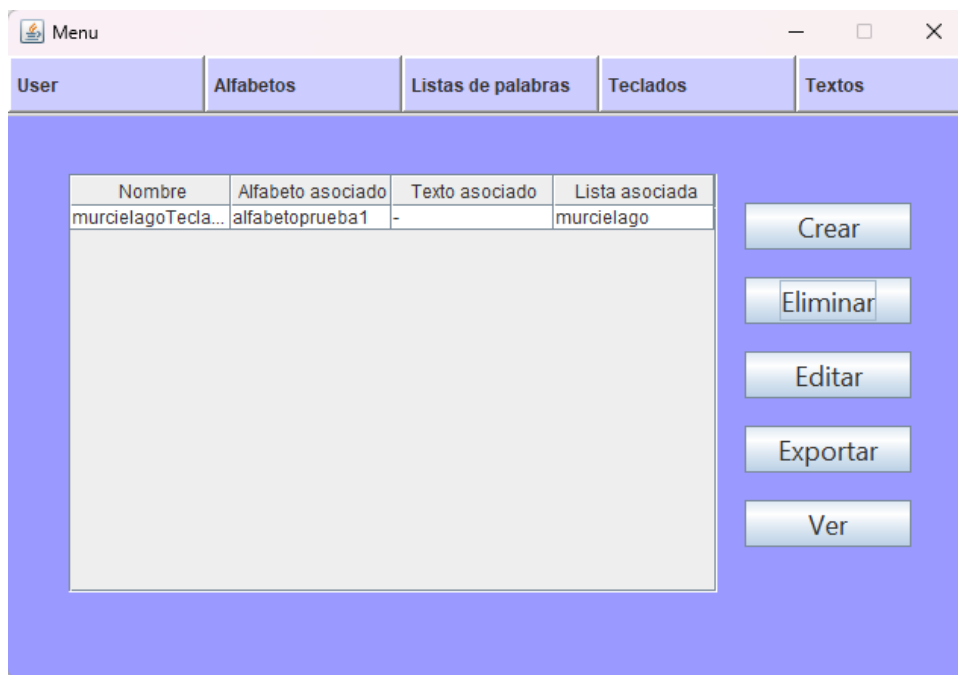 Menu
User Alfabetos Listas de palabras Teclados Textos
Nombre Alfabeto asociado Texto asociado Lista asociada
murcielagoTecla... alfabetoprueba1 - murcielago
Crear
Eliminar
Editar
Exportar
Ver